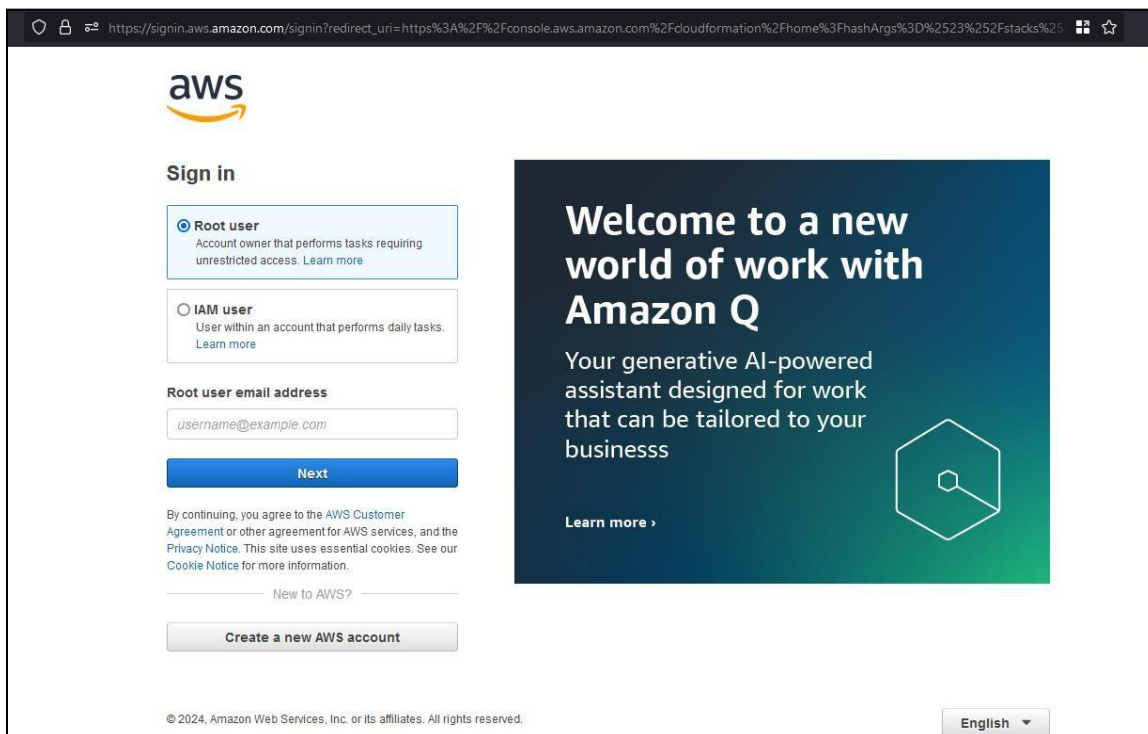 https://signin.aws.amazon.com/signin?redirect_uri=https%3A%2F%2Fconsole.aws.amazon.com%2Fcloudformation%2Fhome%3FhashArgs%3D%2523%252Fstacks%25
aws
Sign in
Root user
Account owner that performs tasks requiring
unrestricted access. Learn more
IAM user
User within an account that performs daily tasks.
Learn more
Root user email address
username@example.com
Next
By continuing, you agree to the AWS Customer
Agreement or other agreement for AWS services, and the
Privacy Notice. This site uses essential cookies. See our
Cookie Notice for more information.
New to AWS?
Create a new AWS account
Welcome to a new
world of work with
Amazon Q
Your generative AI-powered
assistant designed for work
that can be tailored to your
businesss
Learn more ›
© 2024, Amazon Web Services, Inc. or its affiliates. All rights reserved.
English